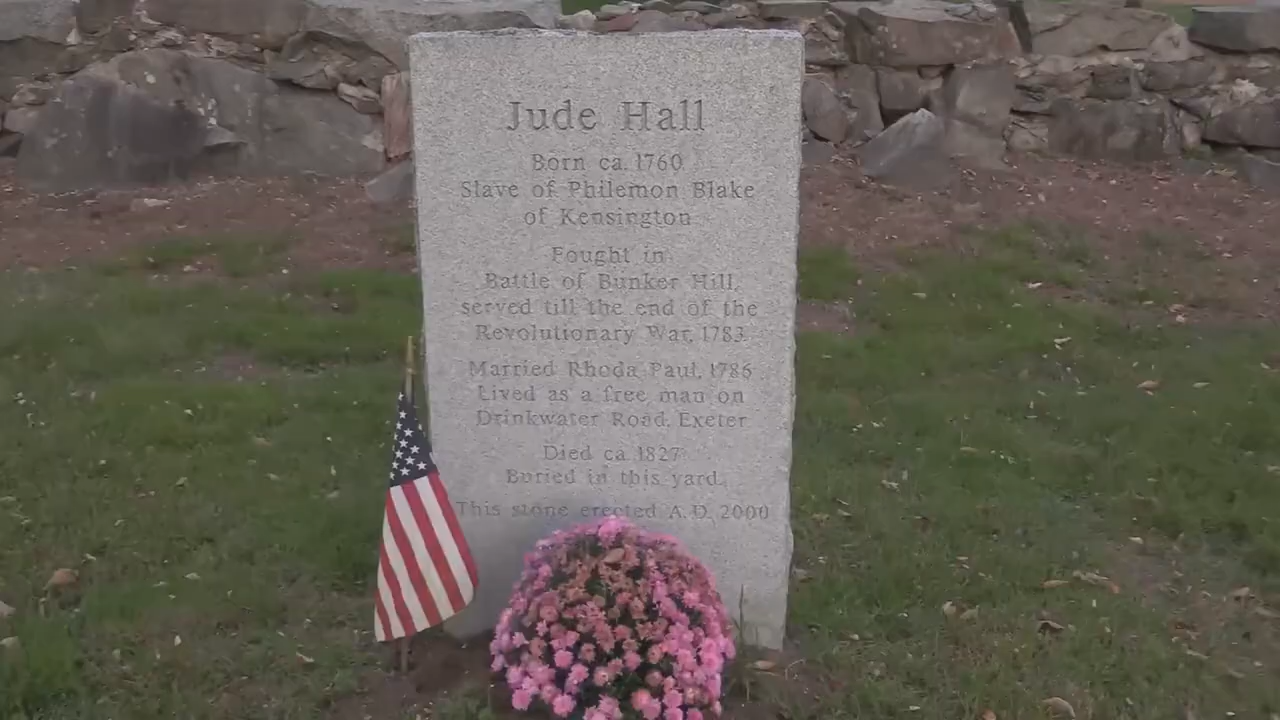 Jude Hall
Born ca. 1760
Slave of Philemon Blake
of Kensington
Fought in
Battle of Bunker Hill,
served till the end of the
Revolutionary War, 1783.
Married Rhoda Paul, 1786
Lived as a free man on
Drinkwater Road, Exeter
Died ca. 1827
Buried in this yard.
This stone erected A.D. 2000